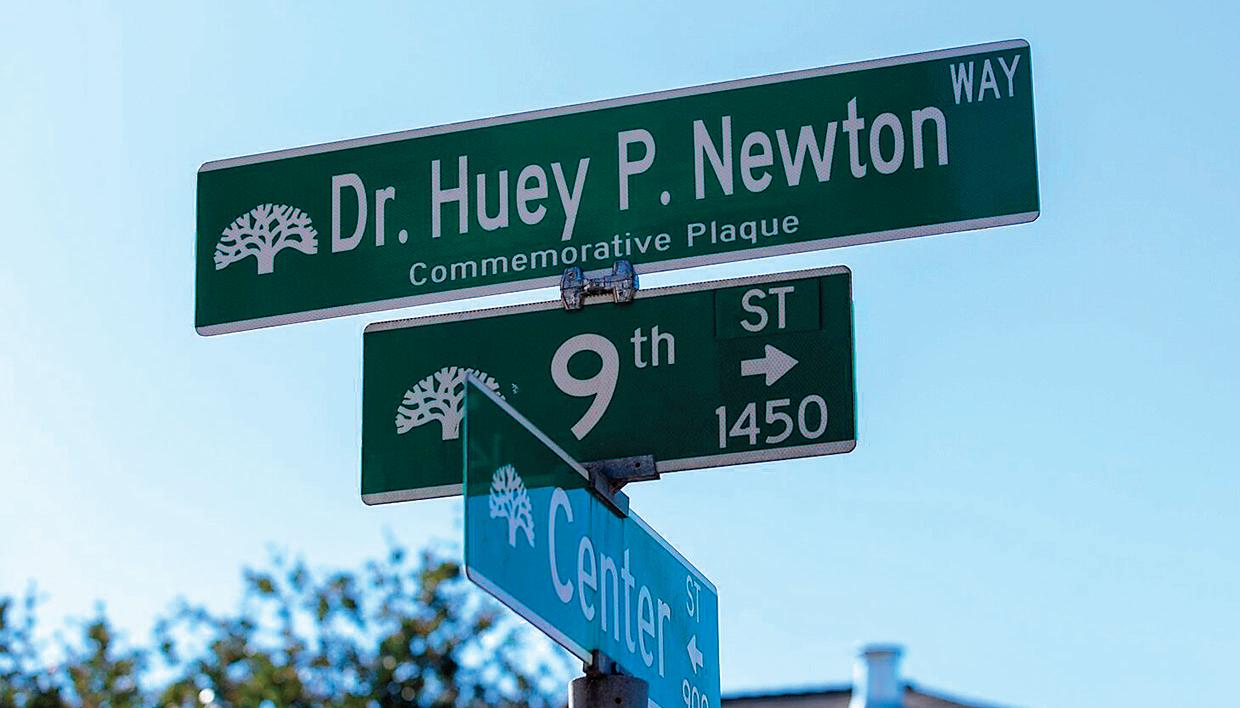 Dr. Huey P. Newton WAY
Commemorative Plaque
9th ST
1450
Center ST